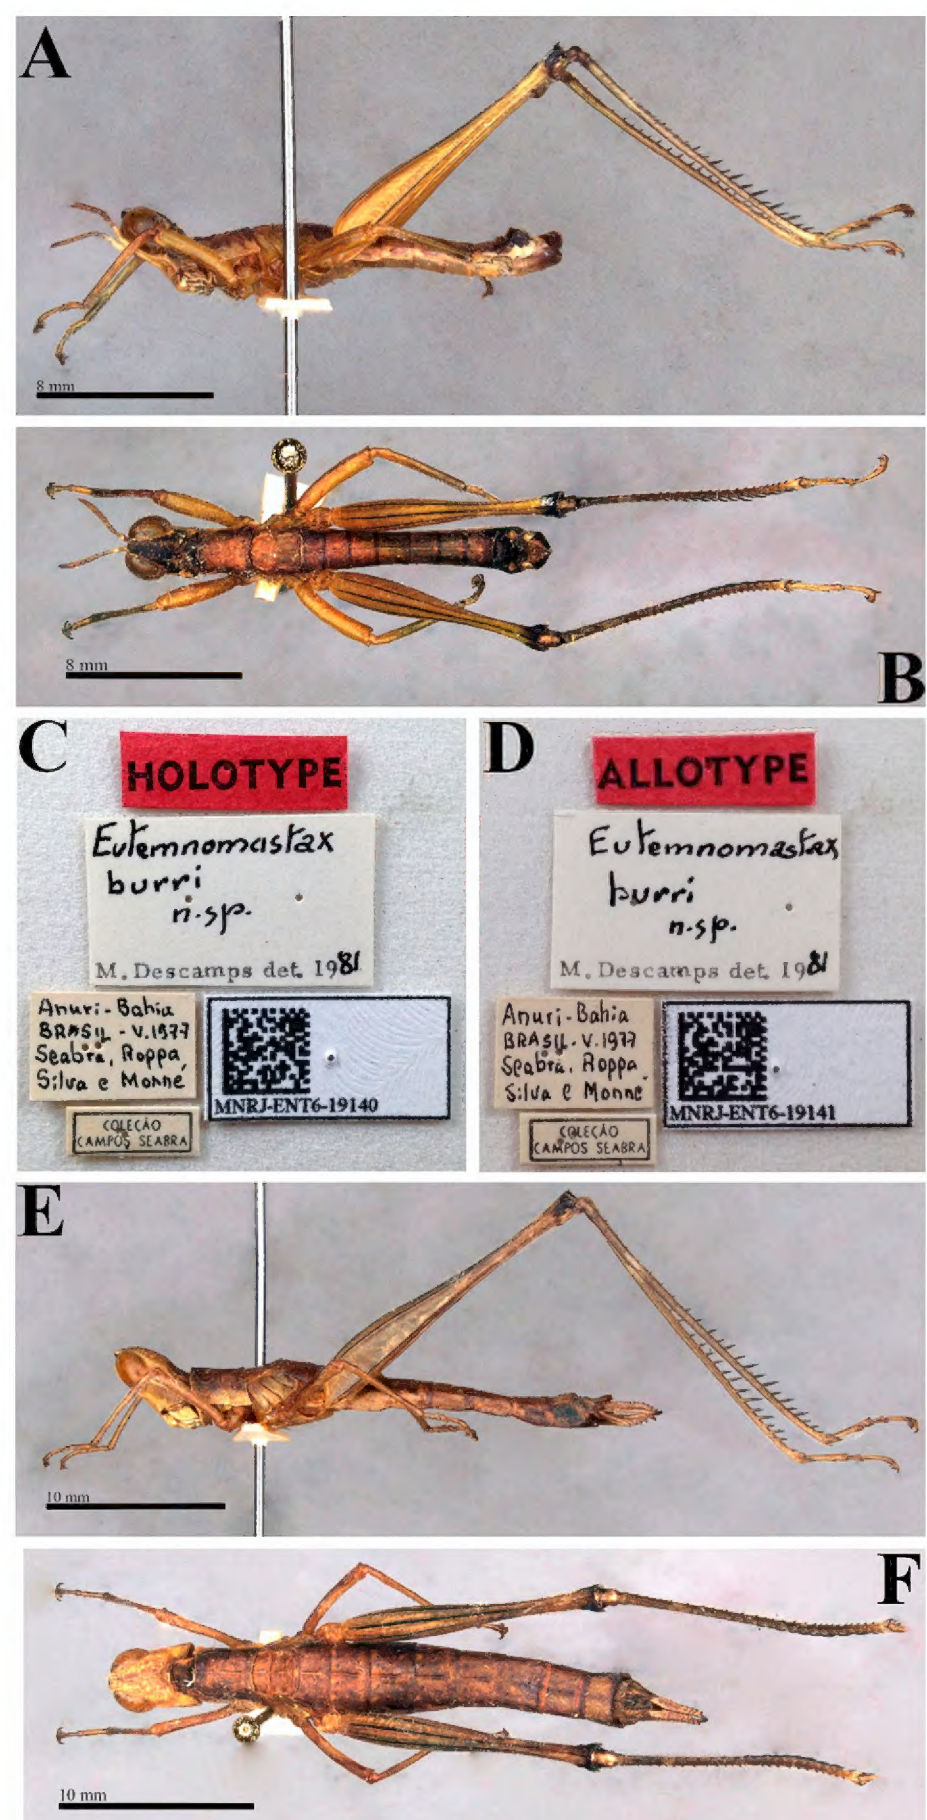 A
8 mm
8 mm
B
C
HOLOTYPE
Eutemnomastax
burri
n.sp.
M. Descamps det. 1981
Anuri-Bahia
BRASIL - V.1977
Seabra, Roppa,
Silva e Monné
MNRJ-ENT6-19140
COLEÇÃO
CAMPOS SEABRA
D
ALLOTYPE
Eutemnomastax
burri
n.sp.
M. Descamps det. 1981
Anuri-Bahia
BRASIL - V.1977
Seabra, Roppa,
Silva e Monné
MNRJ-ENT6-19141
COLEÇÃO
CAMPOS SEABRA
E
10 mm
F
10 mm